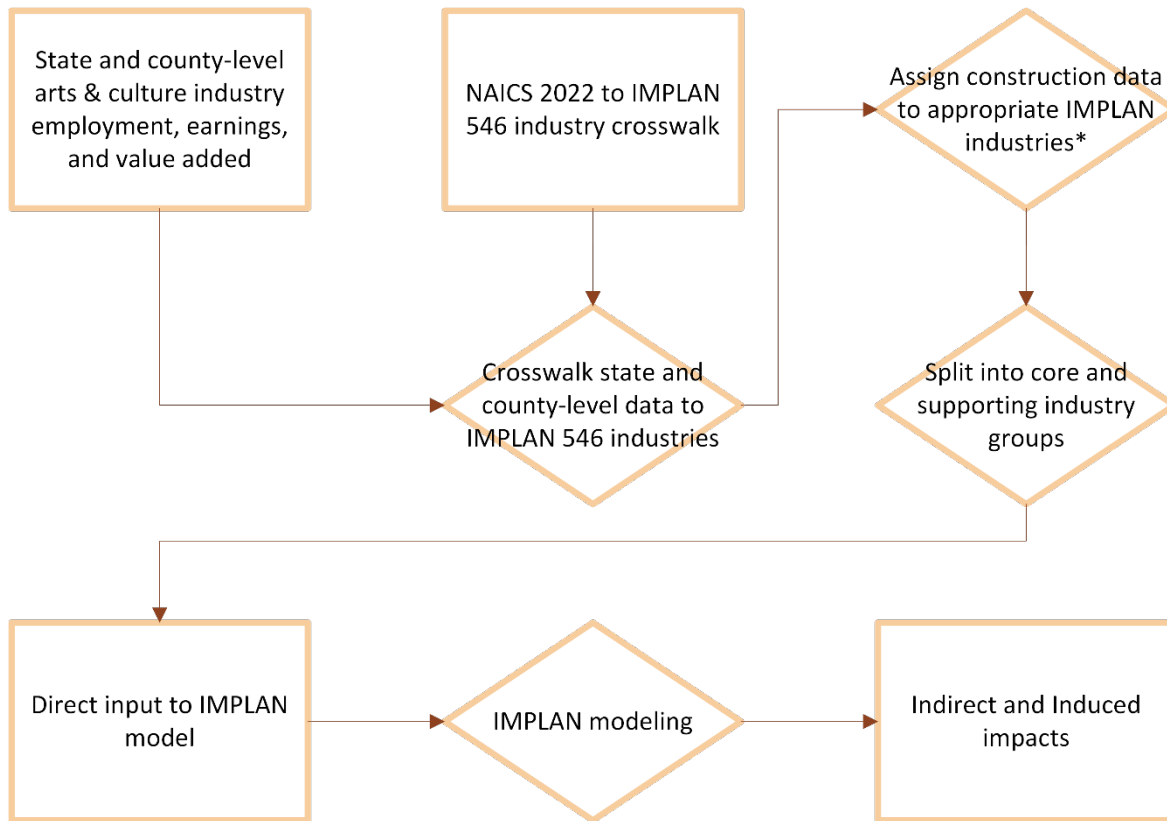 State and county-level
arts & culture industry
employment, earnings,
and value added
NAICS 2022 to IMPLAN
546 industry crosswalk
Assign construction data
to appropriate IMPLAN
industries*
Crosswalk state and
county-level data to
IMPLAN 546 industries
Split into core and
supporting industry
groups
Direct input to IMPLAN
model
IMPLAN modeling
Indirect and Induced
impacts